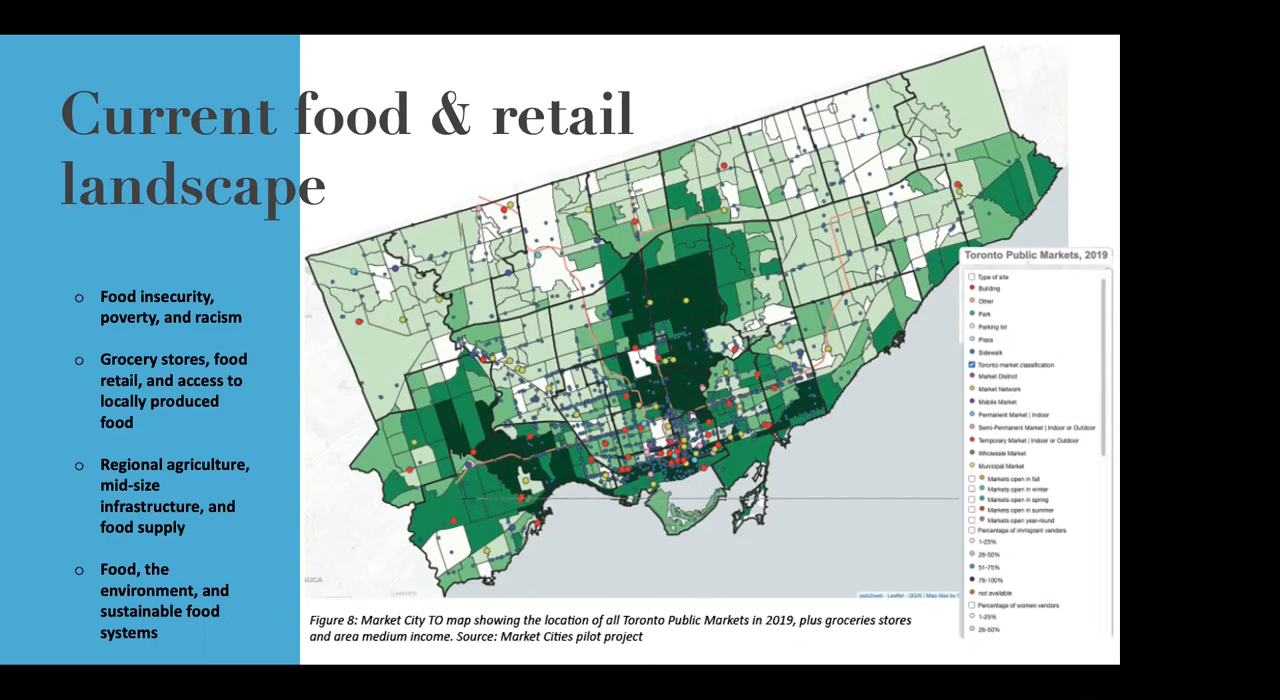 Current food & retail
landscape
o Food insecurity,
poverty, and racism
o Grocery stores, food
retail, and access to
locally produced
food
o Regional agriculture,
mid-size
infrastructure, and
food supply
o Food, the
environment, and
sustainable food
systems
Toronto Public Markets, 2019
Type of site
Building
Other
Park
Parking lot
Plaza
Sidewalk
Toronto market classification
Market District
Market Network
Mobile Market
Permanent Market | Indoor
Semi-Permanent Market | Indoor or Outdoor
Temporary Market | Indoor or Outdoor
Wholesale Market
Municipal Market
Markets open in fall
Markets open in winter
Markets open in spring
Markets open in summer
Markets open year-round
Percentage of immigrant vendors
1-25%
26-50%
51-75%
76-100%
not available
Percentage of women vendors
1-25%
26-50%
Leaflet · QGIS | Map tiles by
Figure 8: Market City TO map showing the location of all Toronto Public Markets in 2019, plus groceries stores
and area medium income. Source: Market Cities pilot project